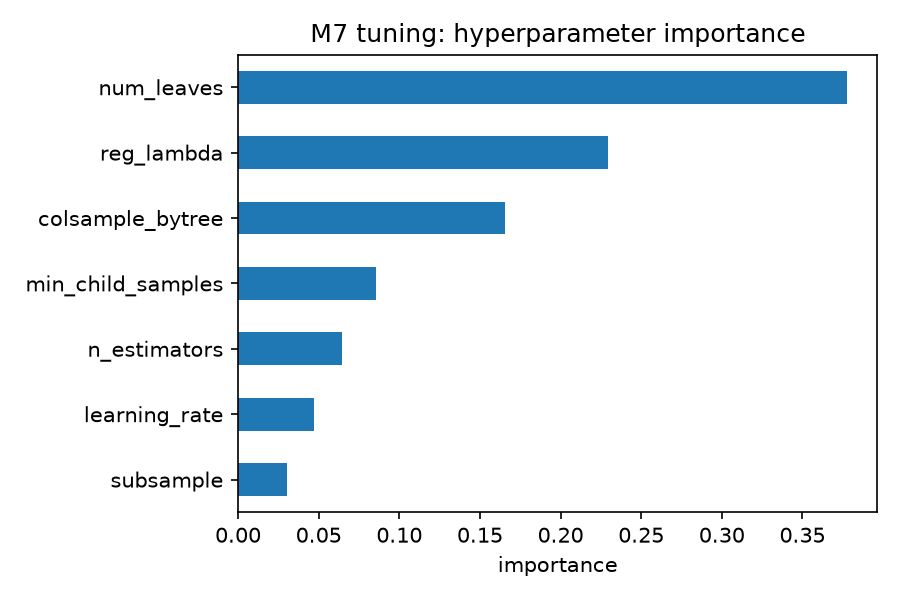 M7 tuning: hyperparameter importance
num_leaves
reg_lambda
colsample_bytree
min_child_samples
n_estimators
learning_rate
subsample
0.00 0.05 0.10 0.15 0.20 0.25 0.30 0.35
importance